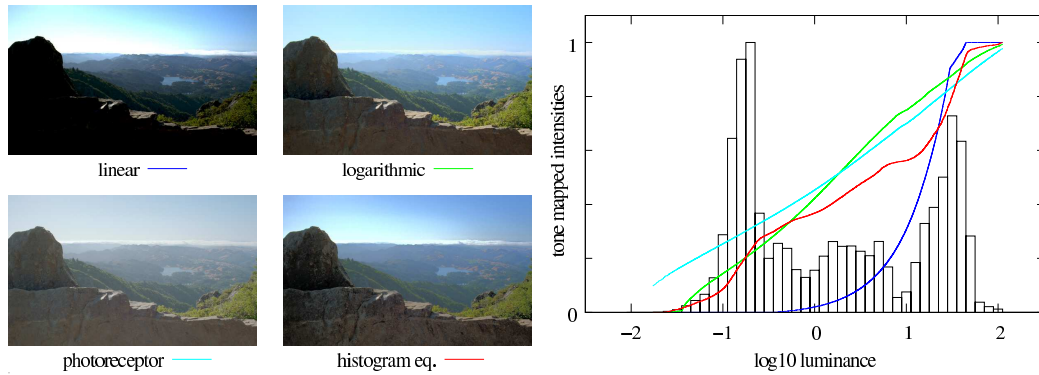 linear
logarithmic
photoreceptor
histogram eq.
tone mapped intensities
1
0
−2
−1
0
1
2
log10 luminance